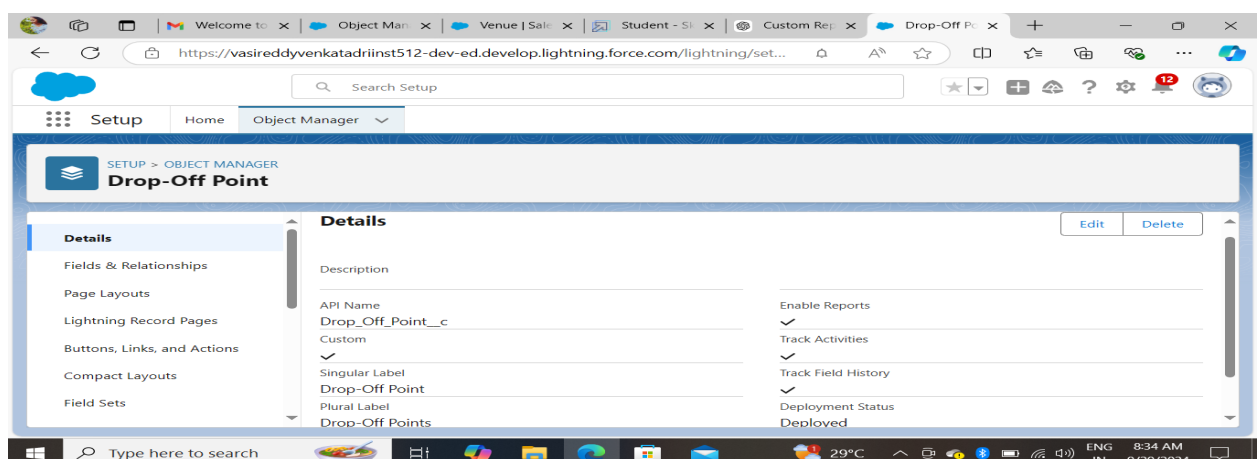 Welcome to
Object Man
Venue | Sale
Student - Sk
Custom Rep
Drop-Off Po
https://vasireddyvenkatadriinst512-dev-ed.develop.lightning.force.com/lightning/set...
Search Setup
12
Setup
Home
Object Manager
SETUP > OBJECT MANAGER
Drop-Off Point
Details
Fields & Relationships
Page Layouts
Lightning Record Pages
Buttons, Links, and Actions
Compact Layouts
Field Sets
Details
Edit
Delete
Description
API Name
Drop_Off_Point__c
Custom
Singular Label
Drop-Off Point
Plural Label
Drop-Off Points
Enable Reports
Track Activities
Track Field History
Deployment Status
Deployed
Type here to search
29°C
ENG
8:34 AM